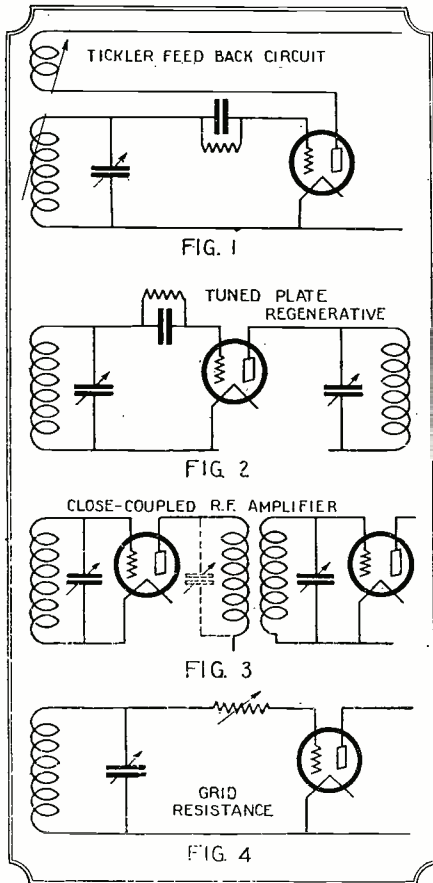 TICKLER FEED BACK CIRCUIT
FIG. 1
TUNED PLATE
REGENERATIVE
FIG. 2
CLOSE-COUPLED R.F. AMPLIFIER
FIG. 3
GRID
RESISTANCE
FIG. 4